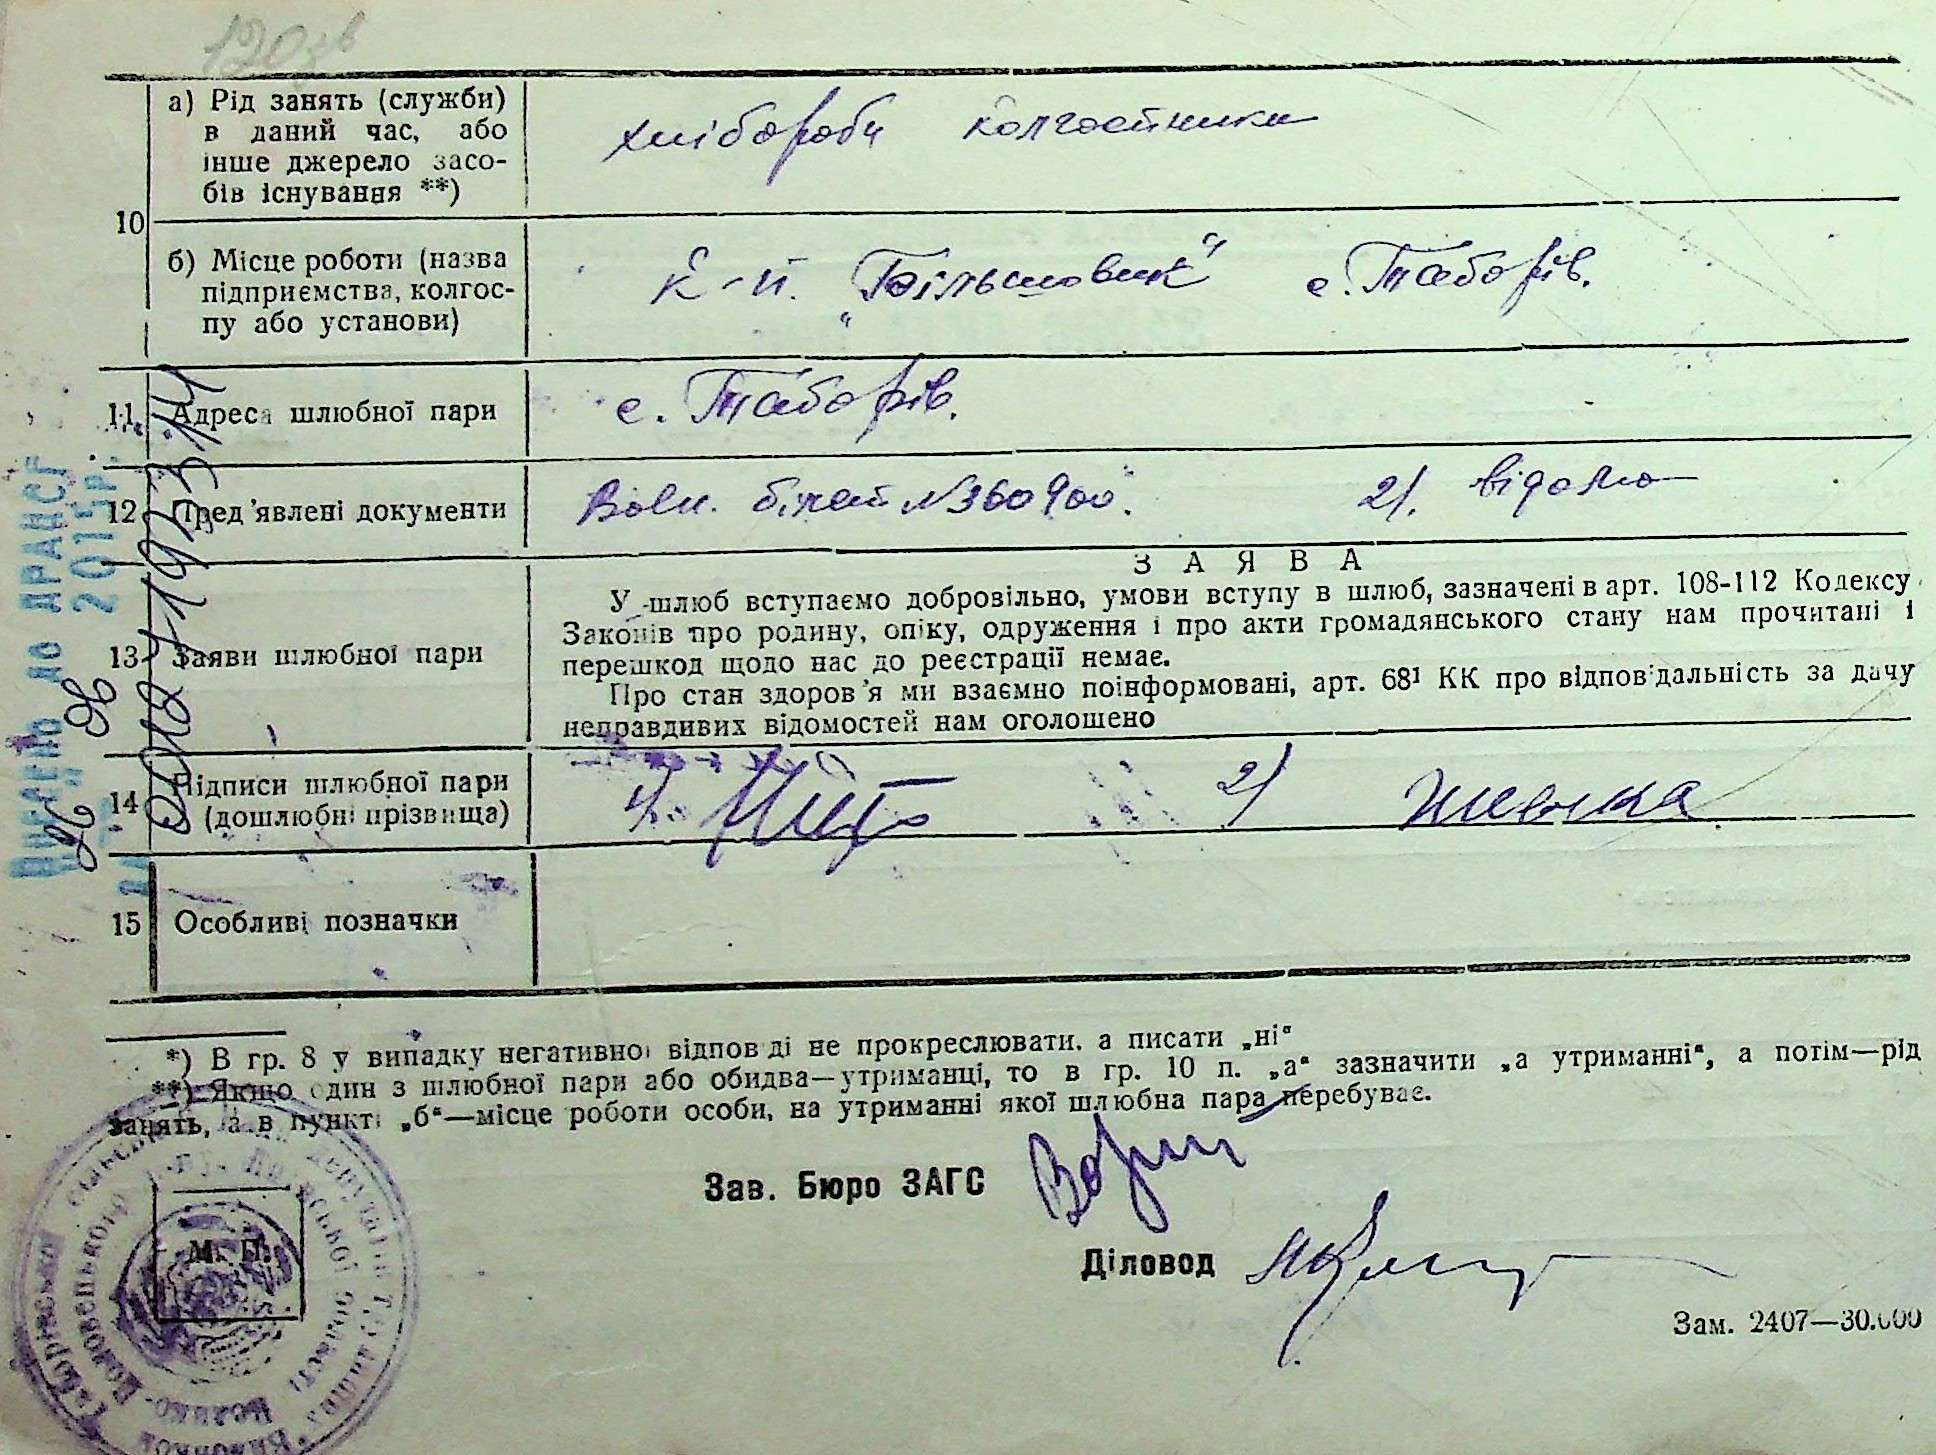 120зв
а) Рід занять (служби)
в даний час, або
інше джерело засо-
бів існування **)
хлібороби колгоспники
10
б) Місце роботи (назва
підприємства, колгос-
пу або установи)
к-п. „Більшовик“ с. Таборів.
11 Адреса шлюбної пари
с. Таборів.
12 Пред'явлені документи
Воен. білет №360900. 2/. відомо
13 Заяви шлюбної пари
ЗАЯВА
У шлюб вступаємо добровільно, умови вступу в шлюб, зазначені в арт. 108-112 Кодексу
Законів про родину, опіку, одруження і про акти громадянського стану нам прочитані і
перешкод щодо нас до реєстрації немає.
Про стан здоров'я ми взаємно поінформовані, арт. 68¹ КК про відповідальність за дачу
неправдивих відомостей нам оголошено
14 Підписи шлюбної пари
(дошлюбні прізвища)
2/
15 Особливі позначки
*) В гр. 8 у випадку негативної відповіді не прокреслювати. а писати „ні“
**) Якщо один з шлюбної пари або обидва—утриманці, то в гр. 10 п. „а“ зазначити „а утриманні“, а потім—рід
занять, а в пункті „б“—місце роботи особи, на утриманні якої шлюбна пара перебуває.
Зав. Бюро ЗАГС
М. П.
Діловод
Зам. 2407—30.000
до ДРАЦСГ
2015р.